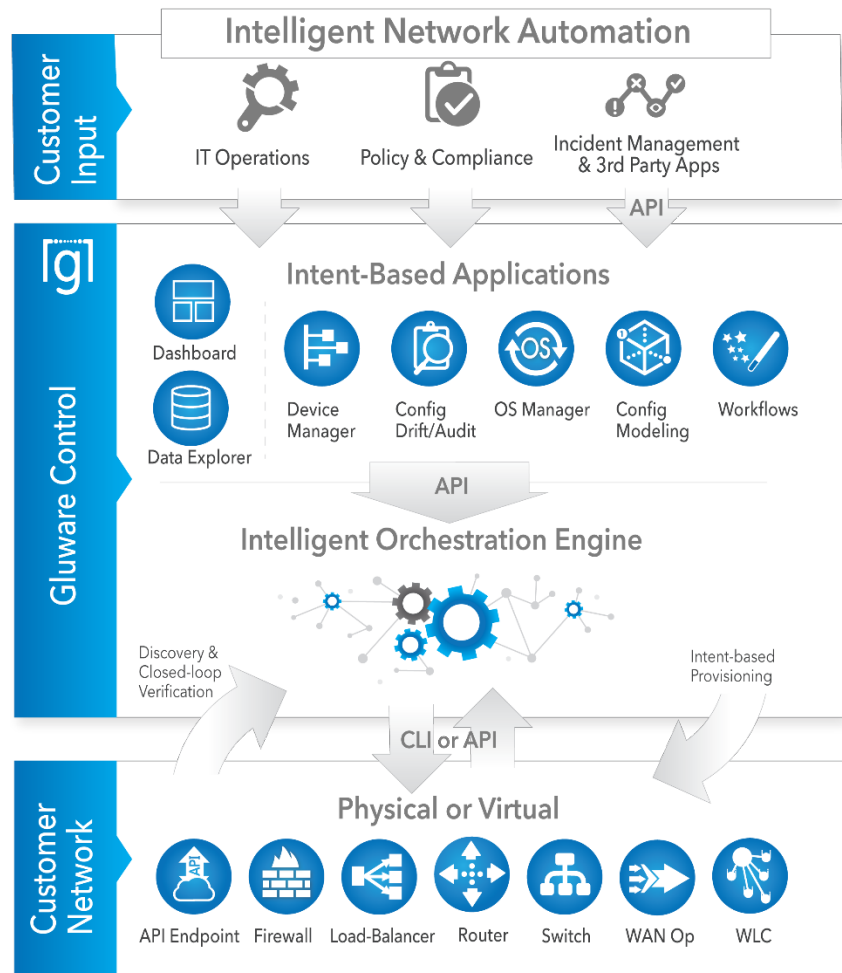 Intelligent Network Automation
Customer
Input
IT Operations
Policy & Compliance
Incident Management
& 3rd Party Apps
API
Gluware Control
g
Intent-Based Applications
Dashboard
Data Explorer
Device
Manager
Config
Drift/Audit
OS
OS Manager
1
Config
Modeling
Workflows
API
Intelligent Orchestration Engine
Discovery &
Closed-loop
Verification
Intent-based
Provisioning
CLI or API
Customer
Network
Physical or Virtual
API
API Endpoint
Firewall
Load-Balancer
Router
Switch
WAN Op
WLC